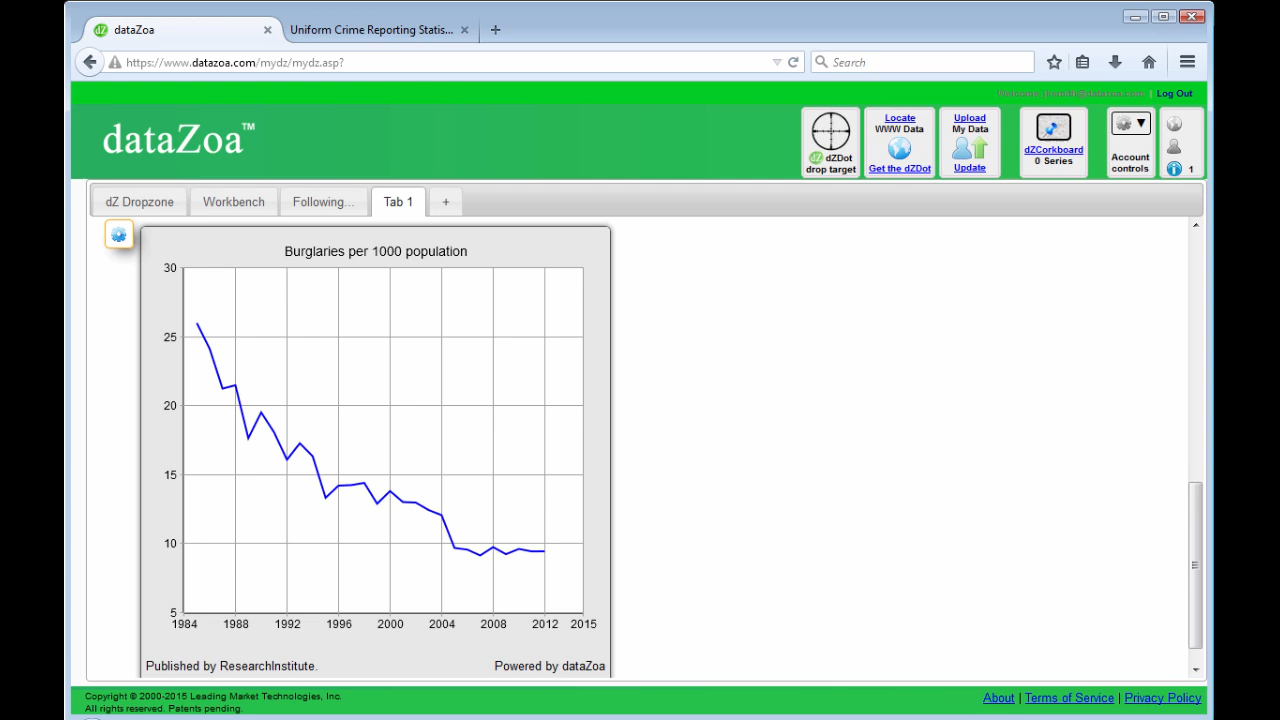 dataZoa
Uniform Crime Reporting Statis...
https://www.datazoa.com/mydz/mydz.asp?
Search
| Log Out
dataZoa™
dZ dZDot
drop target
Locate
WWW Data
Get the dZDot
Upload
My Data
Update
dZCorkboard
0 Series
Account
controls
1
dZ Dropzone
Workbench
Following...
Tab 1
+
Burglaries per 1000 population
30
25
20
15
10
5
1984 1988 1992 1996 2000 2004 2008 2012 2015
Published by ResearchInstitute. Powered by dataZoa
Copyright © 2000-2015 Leading Market Technologies, Inc.
All rights reserved. Patents pending.
About | Terms of Service | Privacy Policy